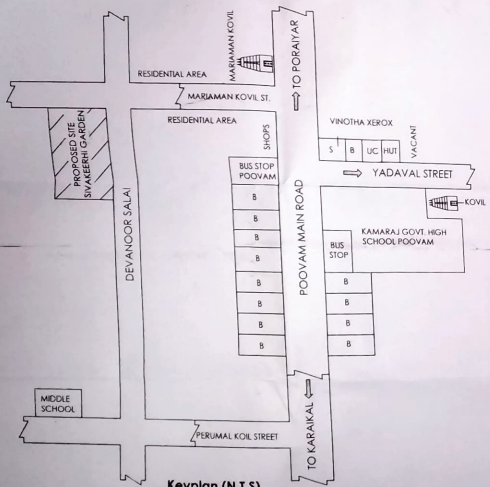 MARIAMAN KOVIL
TO PORAIYAR
RESIDENTIAL AREA
MARIAMAN KOVIL ST.
RESIDENTIAL AREA
PROPOSED SITE
SIVAKEERHI GARDEN
SHOPS
VINOTHA XEROX
VACANT
S
B
UC
HUT
BUS STOP
POOVAM
YADAVAL STREET
KOVIL
B
B
B
B
B
B
B
B
DEVANOOR SALAI
POOVAM MAIN ROAD
KAMARAJ GOVT. HIGH
SCHOOL POOVAM
BUS
STOP
B
B
B
MIDDLE
SCHOOL
PERUMAL KOIL STREET
TO KARAIKAL
Keyplan (N.T.S)